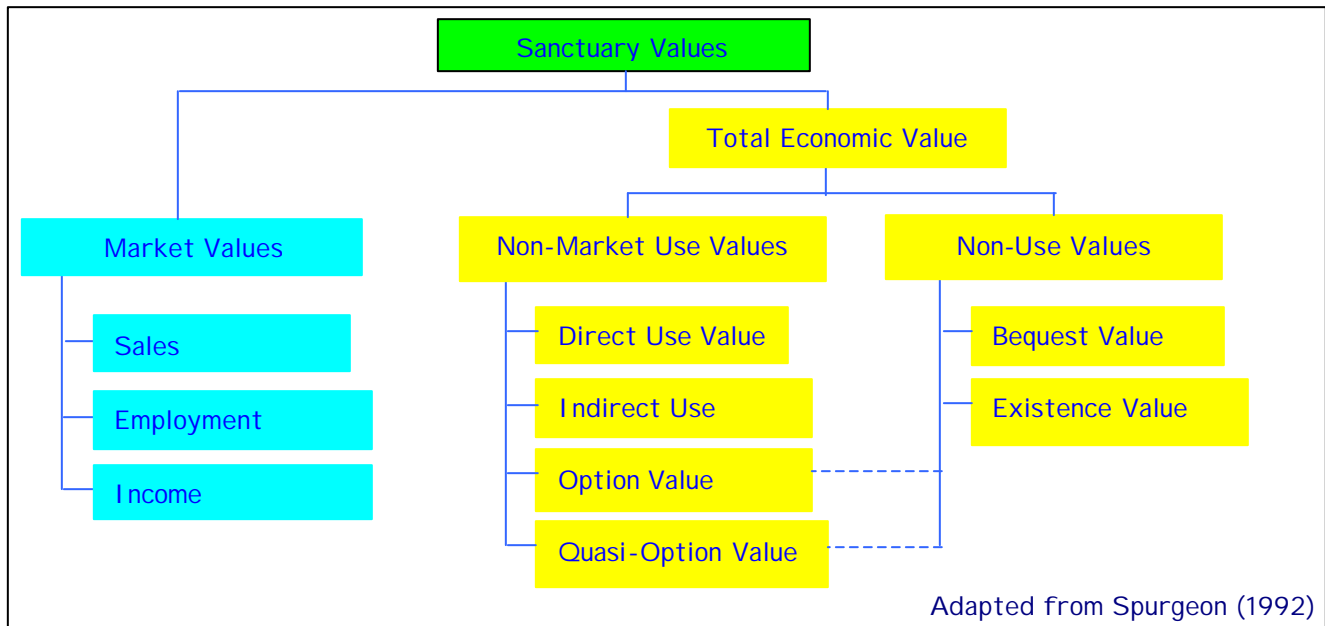 Sanctuary Values
Total Economic Value
Market Values
Non-Market Use Values
Non-Use Values
Sales
Direct Use Value
Bequest Value
Employment
Indirect Use
Existence Value
Income
Option Value
Quasi-Option Value
Adapted from Spurgeon (1992)